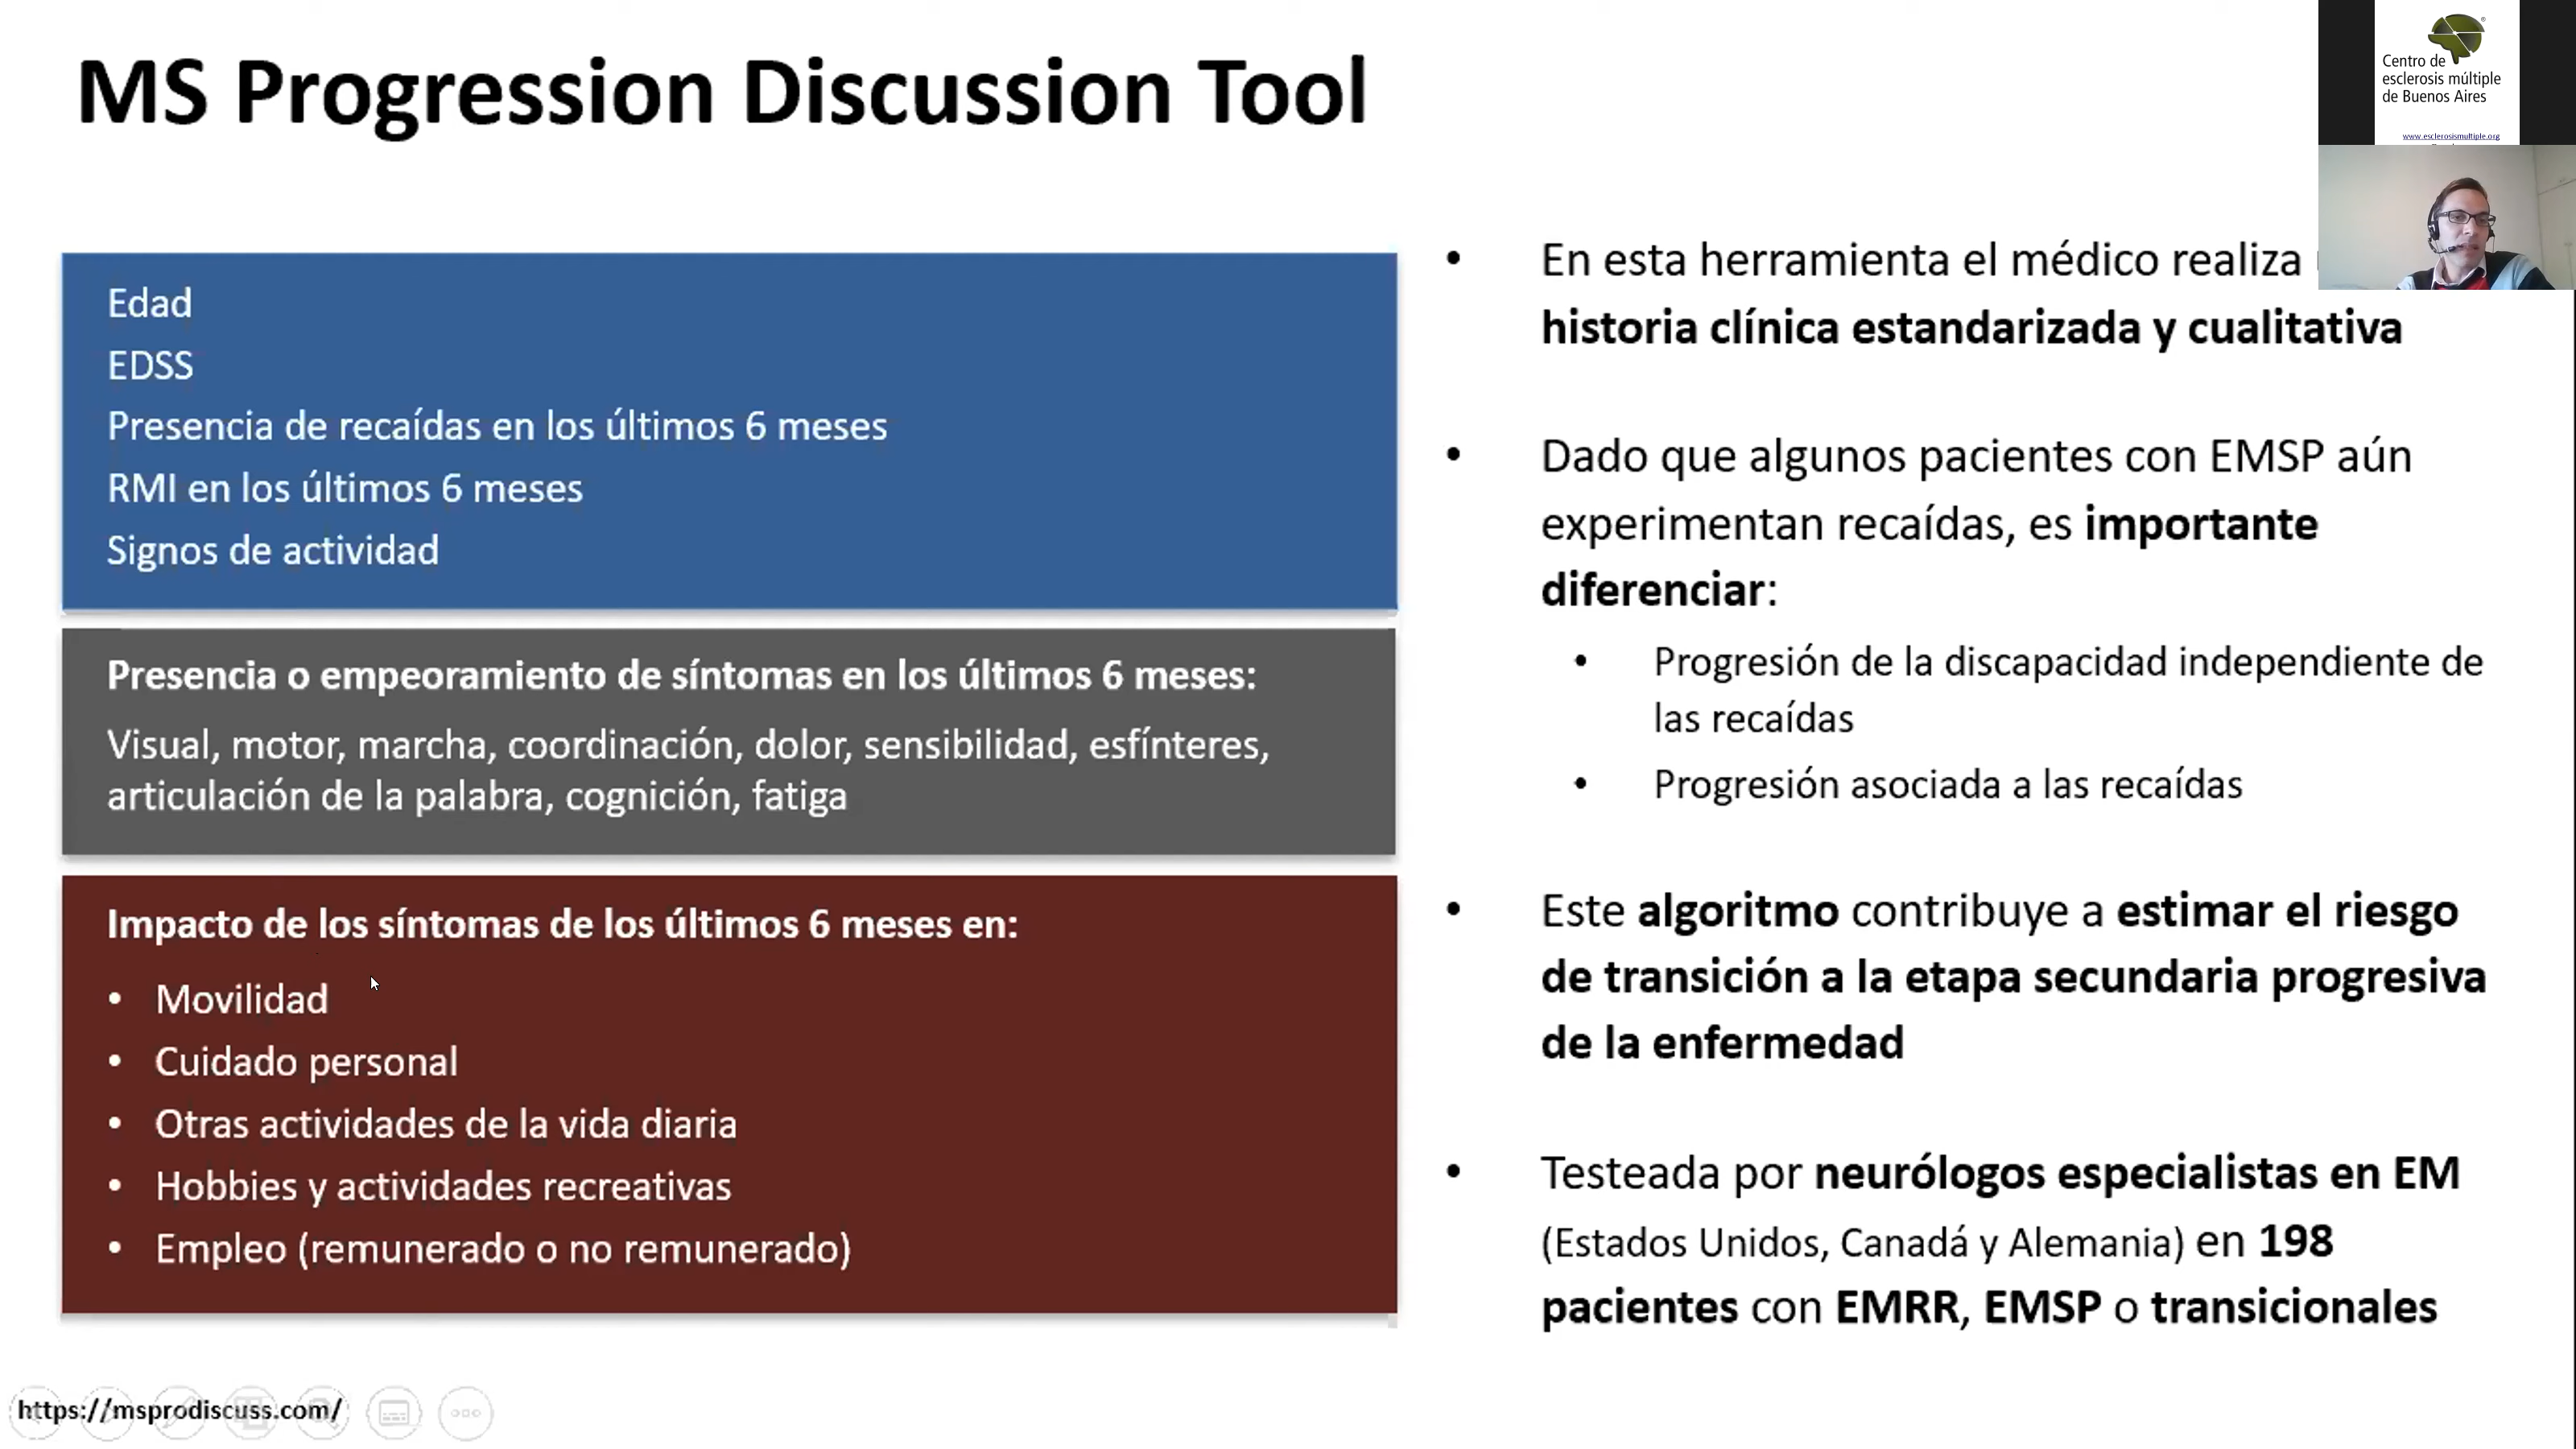 MS Progression Discussion Tool
Centro de
esclerosis múltiple
de Buenos Aires
www.esclerosismultiple.org
Edad
EDSS
Presencia de recaídas en los últimos 6 meses
RMI en los últimos 6 meses
Signos de actividad
Presencia o empeoramiento de síntomas en los últimos 6 meses:
Visual, motor, marcha, coordinación, dolor, sensibilidad, esfínteres,
articulación de la palabra, cognición, fatiga
Impacto de los síntomas de los últimos 6 meses en:
• Movilidad
• Cuidado personal
• Otras actividades de la vida diaria
• Hobbies y actividades recreativas
• Empleo (remunerado o no remunerado)
• En esta herramienta el médico realiza
historia clínica estandarizada y cualitativa
• Dado que algunos pacientes con EMSP aún
experimentan recaídas, es importante
diferenciar:
• Progresión de la discapacidad independiente de
las recaídas
• Progresión asociada a las recaídas
• Este algoritmo contribuye a estimar el riesgo
de transición a la etapa secundaria progresiva
de la enfermedad
• Testeada por neurólogos especialistas en EM
(Estados Unidos, Canadá y Alemania) en 198
pacientes con EMRR, EMSP o transicionales
https://msprodiscuss.com/